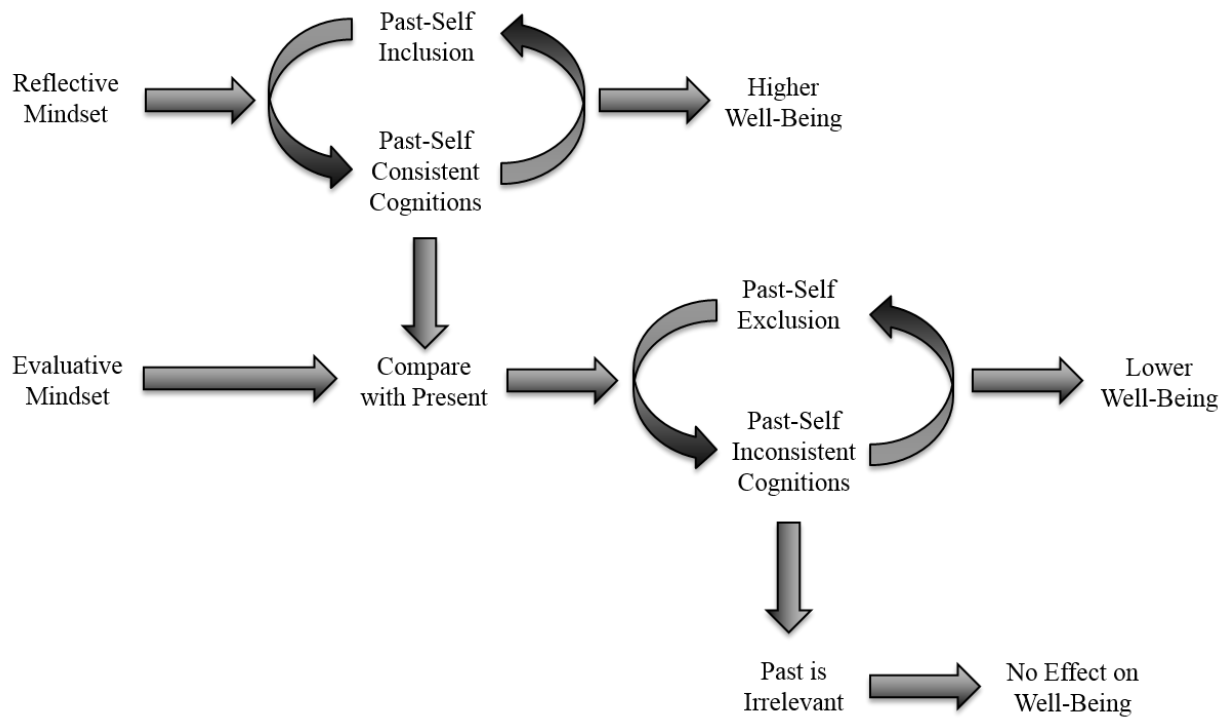 Past-Self
Inclusion
Reflective
Mindset
Higher
Well-Being
Past-Self
Consistent
Cognitions
Past-Self
Exclusion
Evaluative
Mindset
Compare
with Present
Lower
Well-Being
Past-Self
Inconsistent
Cognitions
Past is
Irrelevant
No Effect on
Well-Being